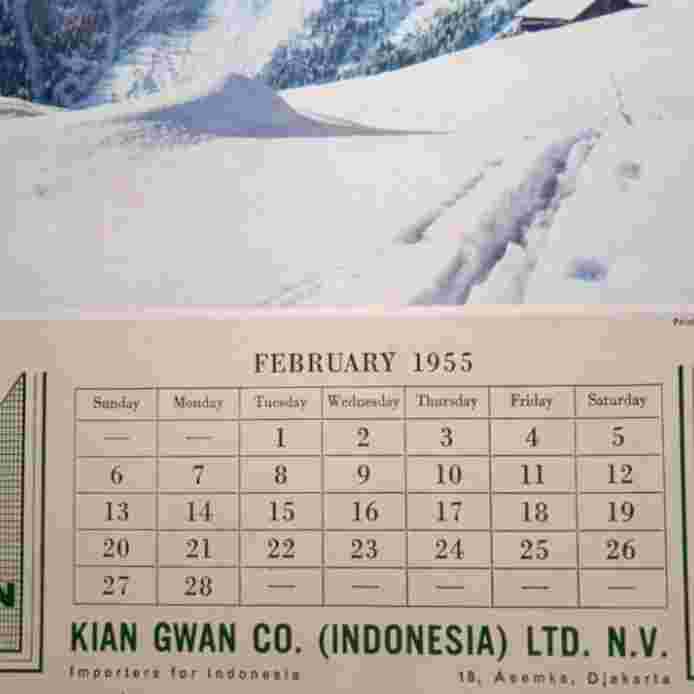 FEBRUARY 1955
Sunday Monday Tuesday Wednesday Thursday Friday Saturday
— — 1 2 3 4 5
6 7 8 9 10 11 12
13 14 15 16 17 18 19
20 21 22 23 24 25 26
27 28 — — — — —
N
KIAN GWAN CO. (INDONESIA) LTD. N.V.
Importers for Indonesia 18, Asemka, Djakarta